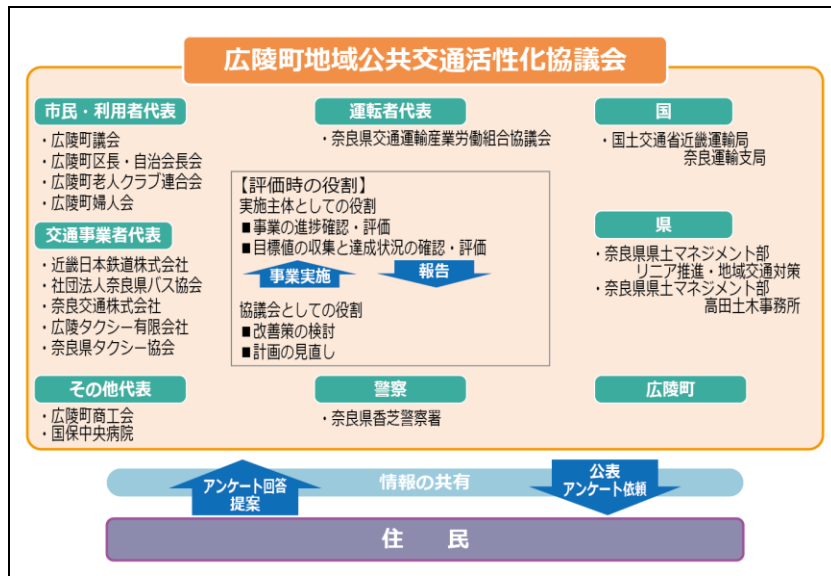 広陵町地域公共交通活性化協議会
市民・利用者代表
・広陵町議会
・広陵町区長・自治会長会
・広陵町老人クラブ連合会
・広陵町婦人会
交通事業者代表
・近畿日本鉄道株式会社
・社団法人奈良県バス協会
・奈良交通株式会社
・広陵タクシー有限会社
・奈良県タクシー協会
その他代表
・広陵町商工会
・国保中央病院
運転者代表
・奈良県交通運輸産業労働組合協議会
【評価時の役割】
実施主体としての役割
■事業の進捗確認・評価
■目標値の収集と達成状況の確認・評価
事業実施
報告
協議会としての役割
■改善策の検討
■計画の見直し
警察
・奈良県香芝警察署
国
・国土交通省近畿運輸局
奈良運輸支局
県
・奈良県県土マネジメント部
リニア推進・地域交通対策
・奈良県県土マネジメント部
高田土木事務所
広陵町
アンケート回答
提案
情報の共有
公表
アンケート依頼
住　民